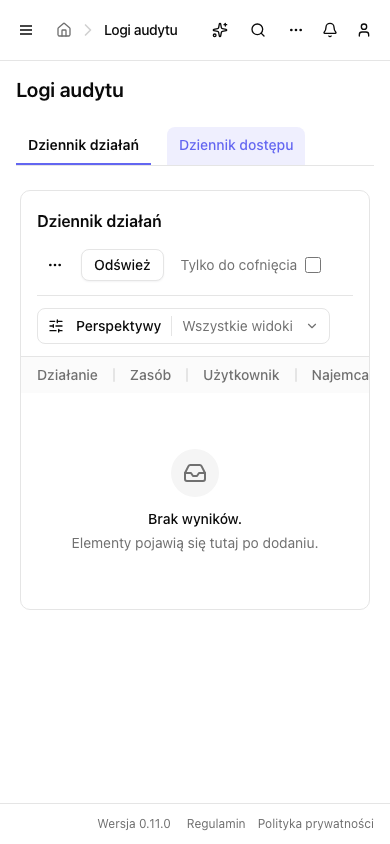 Logi audytu
Logi audytu
Dziennik działań
Dziennik dostępu
Dziennik działań
Odśwież
Tylko do cofnięcia
Perspektywy
Wszystkie widoki
Działanie
Zasób
Użytkownik
Najemca
Brak wyników.
Elementy pojawią się tutaj po dodaniu.
Wersja 0.11.0
Regulamin
Polityka prywatności